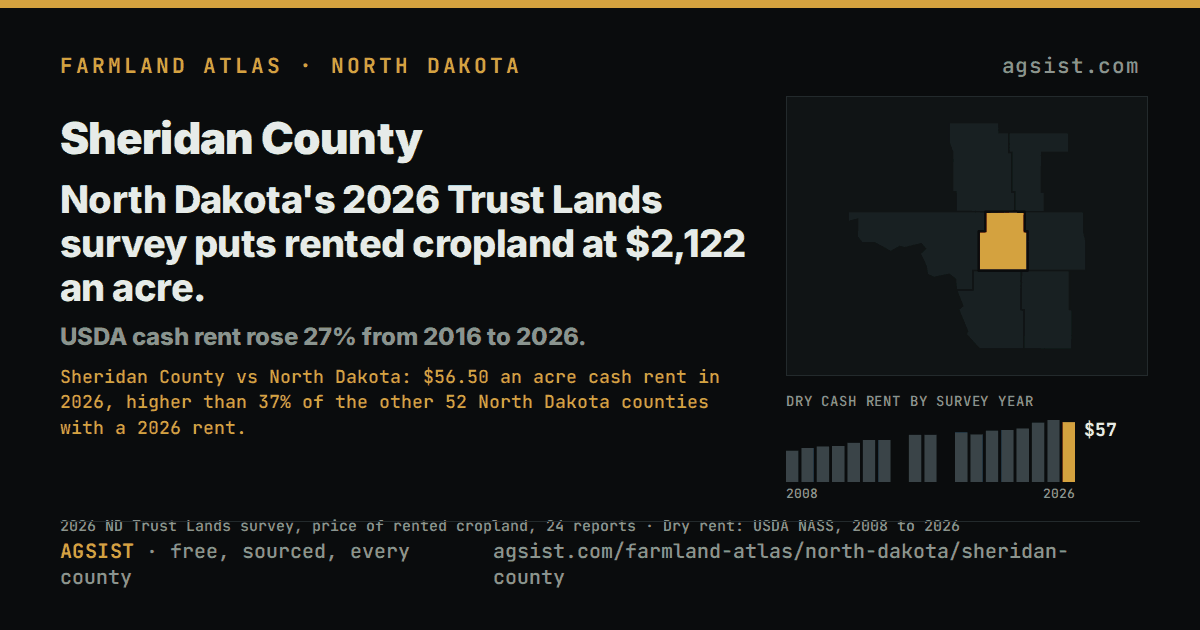 FARMLAND ATLAS · NORTH DAKOTA
agsist.com
Sheridan County
North Dakota's 2026 Trust Lands
survey puts rented cropland at $2,122
an acre.
USDA cash rent rose 27% from 2016 to 2026.
Sheridan County vs North Dakota: $56.50 an acre cash rent in
2026, higher than 37% of the other 52 North Dakota counties
with a 2026 rent.
DRY CASH RENT BY SURVEY YEAR
$57
2008
2026
2026 ND Trust Lands survey, price of rented cropland, 24 reports · Dry rent: USDA NASS, 2008 to 2026
AGSIST · free, sourced, every
county
agsist.com/farmland-atlas/north-dakota/sheridan-
county